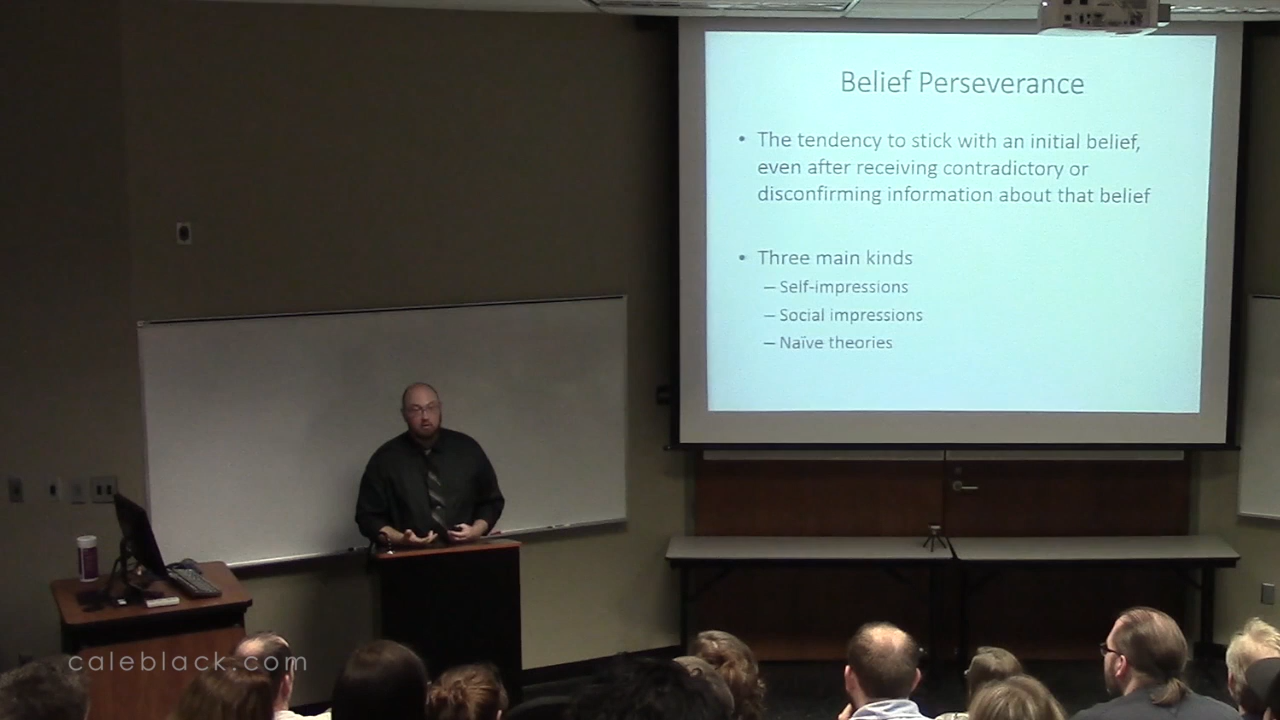 Belief Perseverance
• The tendency to stick with an initial belief,
even after receiving contradictory or
disconfirming information about that belief
• Three main kinds
– Self-impressions
– Social impressions
– Naïve theories
caleblack.com